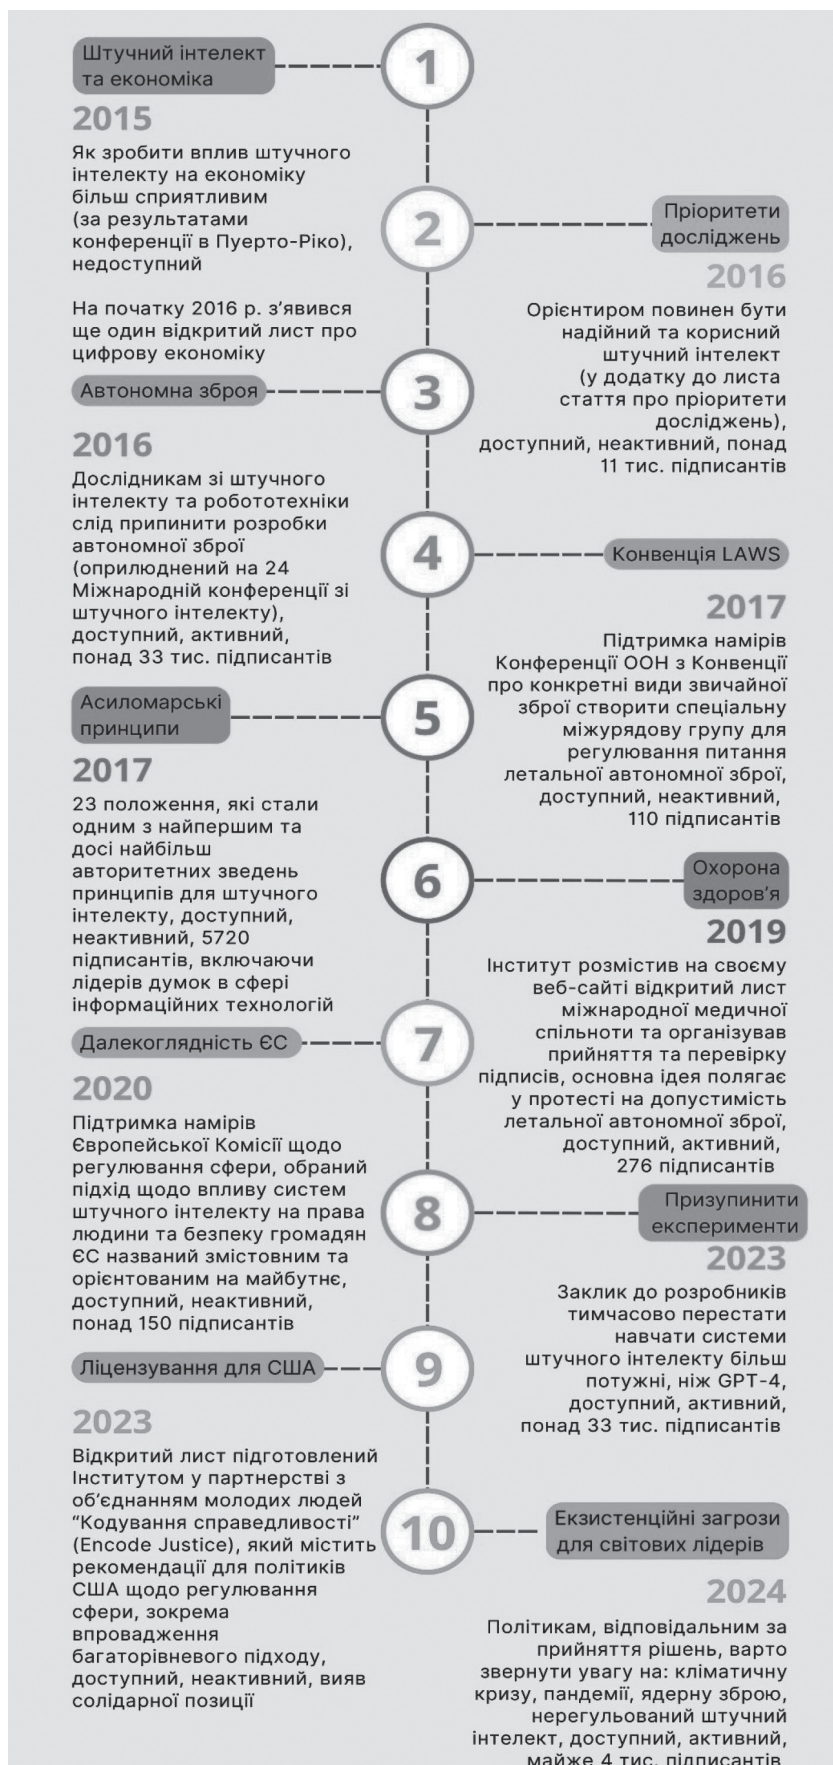 Штучний інтелект
та економіка
1
2015
Як зробити вплив штучного
інтелекту на економіку
більш сприятливим
(за результатами
конференції в Пуерто-Ріко),
недоступний
На початку 2016 р. з’явився
ще один відкритий лист про
цифрову економіку
2
Пріоритети
досліджень
2016
Орієнтиром повинен бути
надійний та корисний
штучний інтелект
(у додатку до листа
стаття про пріоритети
досліджень),
доступний, неактивний, понад
11 тис. підписантів
Автономна зброя
3
2016
Дослідникам зі штучного
інтелекту та робототехніки
слід припинити розробки
автономної зброї
(оприлюднений на 24
Міжнародній конференції зі
штучного інтелекту),
доступний, активний,
понад 33 тис. підписантів
4
Конвенція LAWS
2017
Підтримка намірів
Конференції ООН з Конвенції
про конкретні види звичайної
зброї створити спеціальну
міжурядову групу для
регулювання питання
летальної автономної зброї,
доступний, неактивний,
110 підписантів
Асиломарські
принципи
5
2017
23 положення, які стали
одним з найпершим та
досі найбільш
авторитетних зведень
принципів для штучного
інтелекту, доступний,
неактивний, 5720
підписантів, включаючи
лідерів думок в сфері
інформаційних технологій
6
Охорона
здоров’я
2019
Інститут розмістив на своєму
веб-сайті відкритий лист
міжнародної медичної
спільноти та організував
прийняття та перевірку
підписів, основна ідея полягає
у протесті на допустимість
летальної автономної зброї,
доступний, активний,
276 підписантів
Далекоглядність ЄС
7
2020
Підтримка намірів
Європейської Комісії щодо
регулювання сфери, обраний
підхід щодо впливу систем
штучного інтелекту на права
людини та безпеку громадян
ЄС названий змістовним та
орієнтованим на майбутнє,
доступний, неактивний,
понад 150 підписантів
8
Призупинити
експерименти
2023
Заклик до розробників
тимчасово перестати
навчати системи
штучного інтелекту більш
потужні, ніж GPT-4,
доступний, активний,
понад 33 тис. підписантів
Ліцензування для США
9
2023
Відкритий лист підготовлений
Інститутом у партнерстві з
об’єднанням молодих людей
“Кодування справедливості”
(Encode Justice), який містить
рекомендації для політиків
США щодо регулювання
сфери, зокрема
впровадження
багаторівневого підходу,
доступний, неактивний, вияв
солідарної позиції
10
Екзистенційні загрози
для світових лідерів
2024
Політикам, відповідальним за
прийняття рішень, варто
звернути увагу на: кліматичну
кризу, пандемії, ядерну зброю,
нерегульований штучний
інтелект, доступний, активний,
майже 4 тис. підписантів